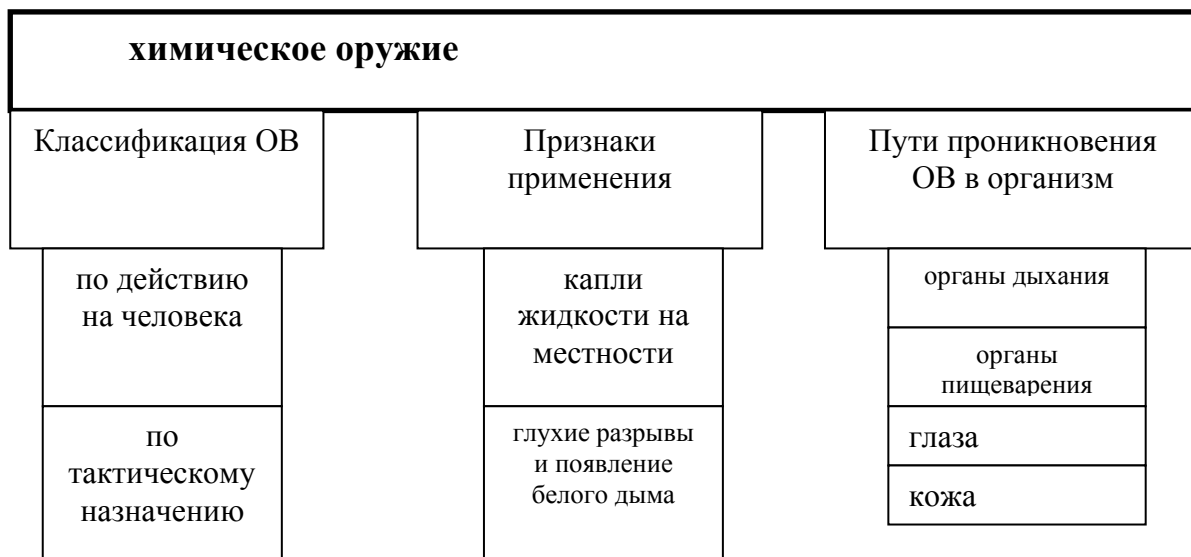 химическое оружие
Классификация ОВ
по действию
на человека
по
тактическому
назначению
Признаки
применения
капли
жидкости на
местности
глухие разрывы
и появление
белого дыма
Пути проникновения
ОВ в организм
органы дыхания
органы
пищеварения
глаза
кожа